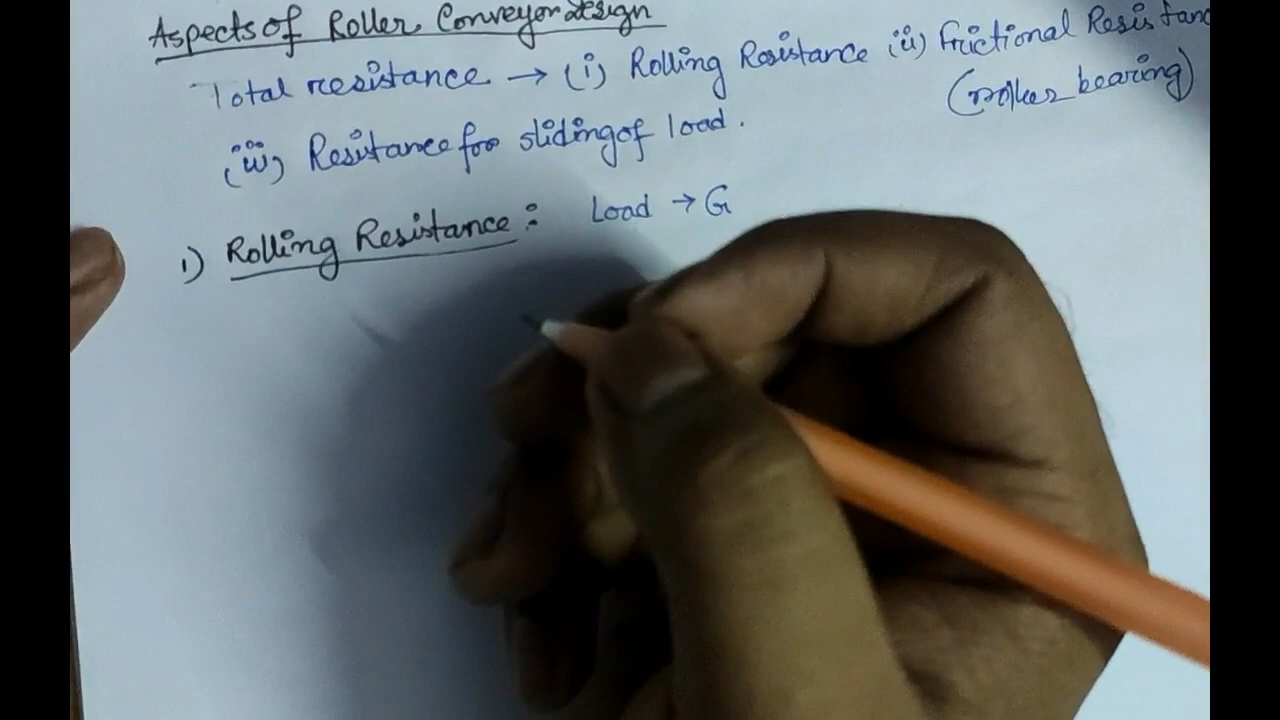 Aspects of Roller Conveyor design
Total resistance → (i) Rolling Resistance (ii) Frictional Resistanc
(roller bearing)
(iii) Resistance for sliding of load.
1) Rolling Resistance : Load → G